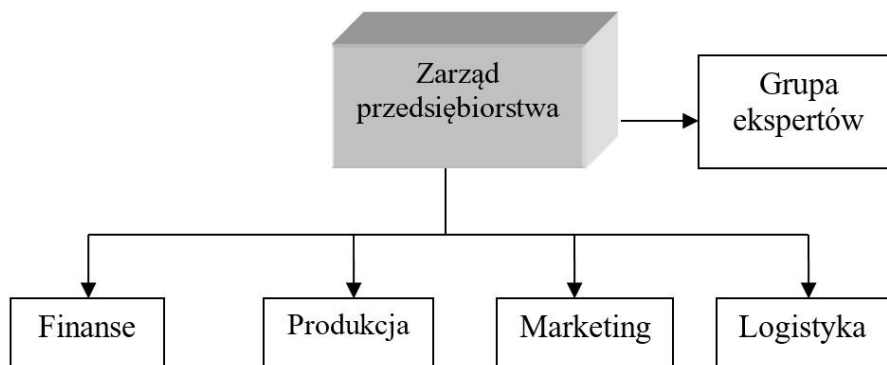 Zarząd
przedsiębiorstwa
Grupa
ekspertów
Finanse
Produkcja
Marketing
Logistyka